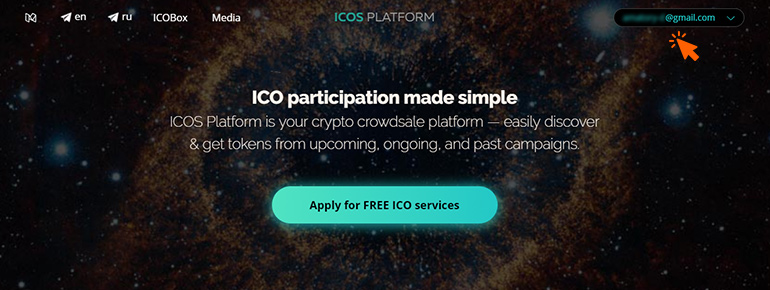 en
ru
ICOBox
Media
ICOS PLATFORM
@gmail.com
ICO participation made simple
ICOS Platform is your crypto crowdsale platform — easily discover
& get tokens from upcoming, ongoing, and past campaigns.
Apply for FREE ICO services